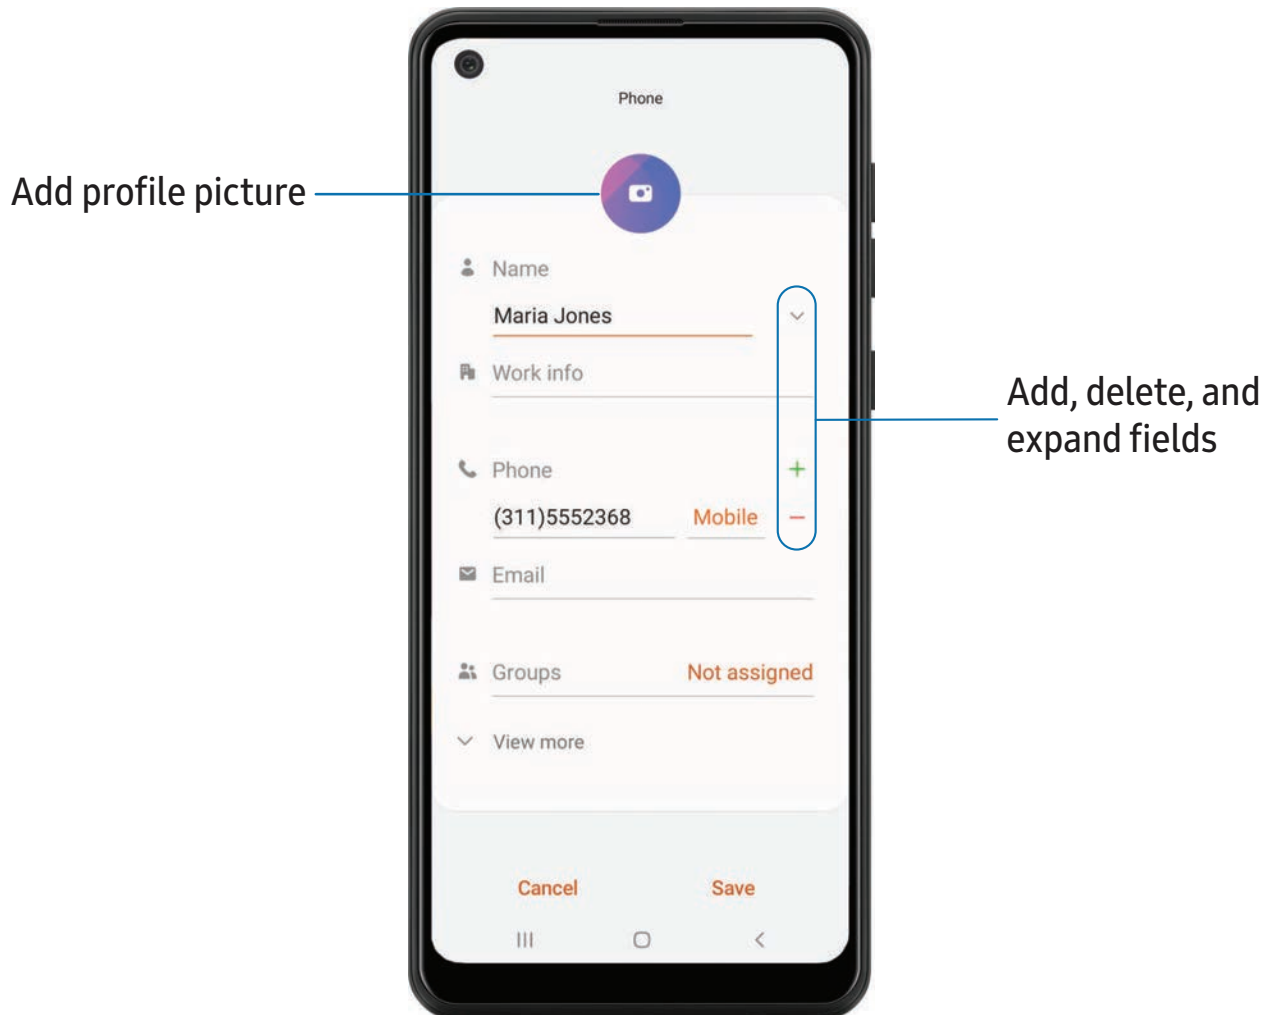 Phone
Add profile picture
Name
Maria Jones
Work info
Add, delete, and
expand fields
Phone
(311)5552368 Mobile
Email
Groups Not assigned
View more
Cancel Save